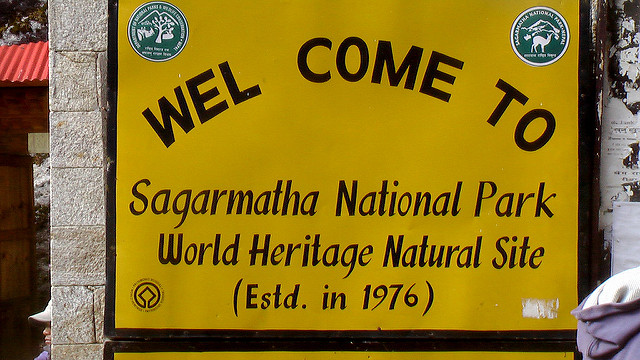 WEL COME TO
Sagarmatha National Park
World Heritage Natural Site
(Estd. in 1976)